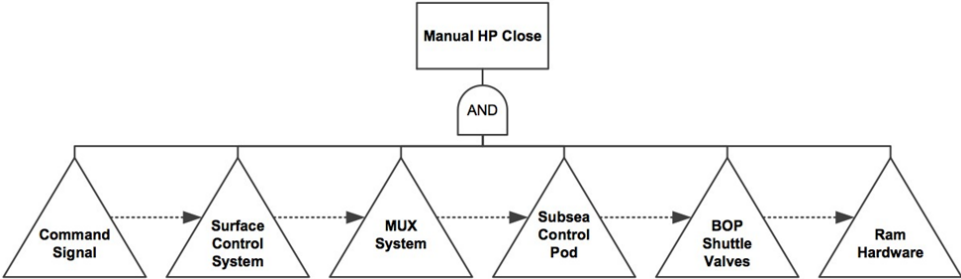 Manual HP Close
AND
Command
Signal
Surface
Control
System
MUX
System
Subsea
Control
Pod
BOP
Shuttle
Valves
Ram
Hardware